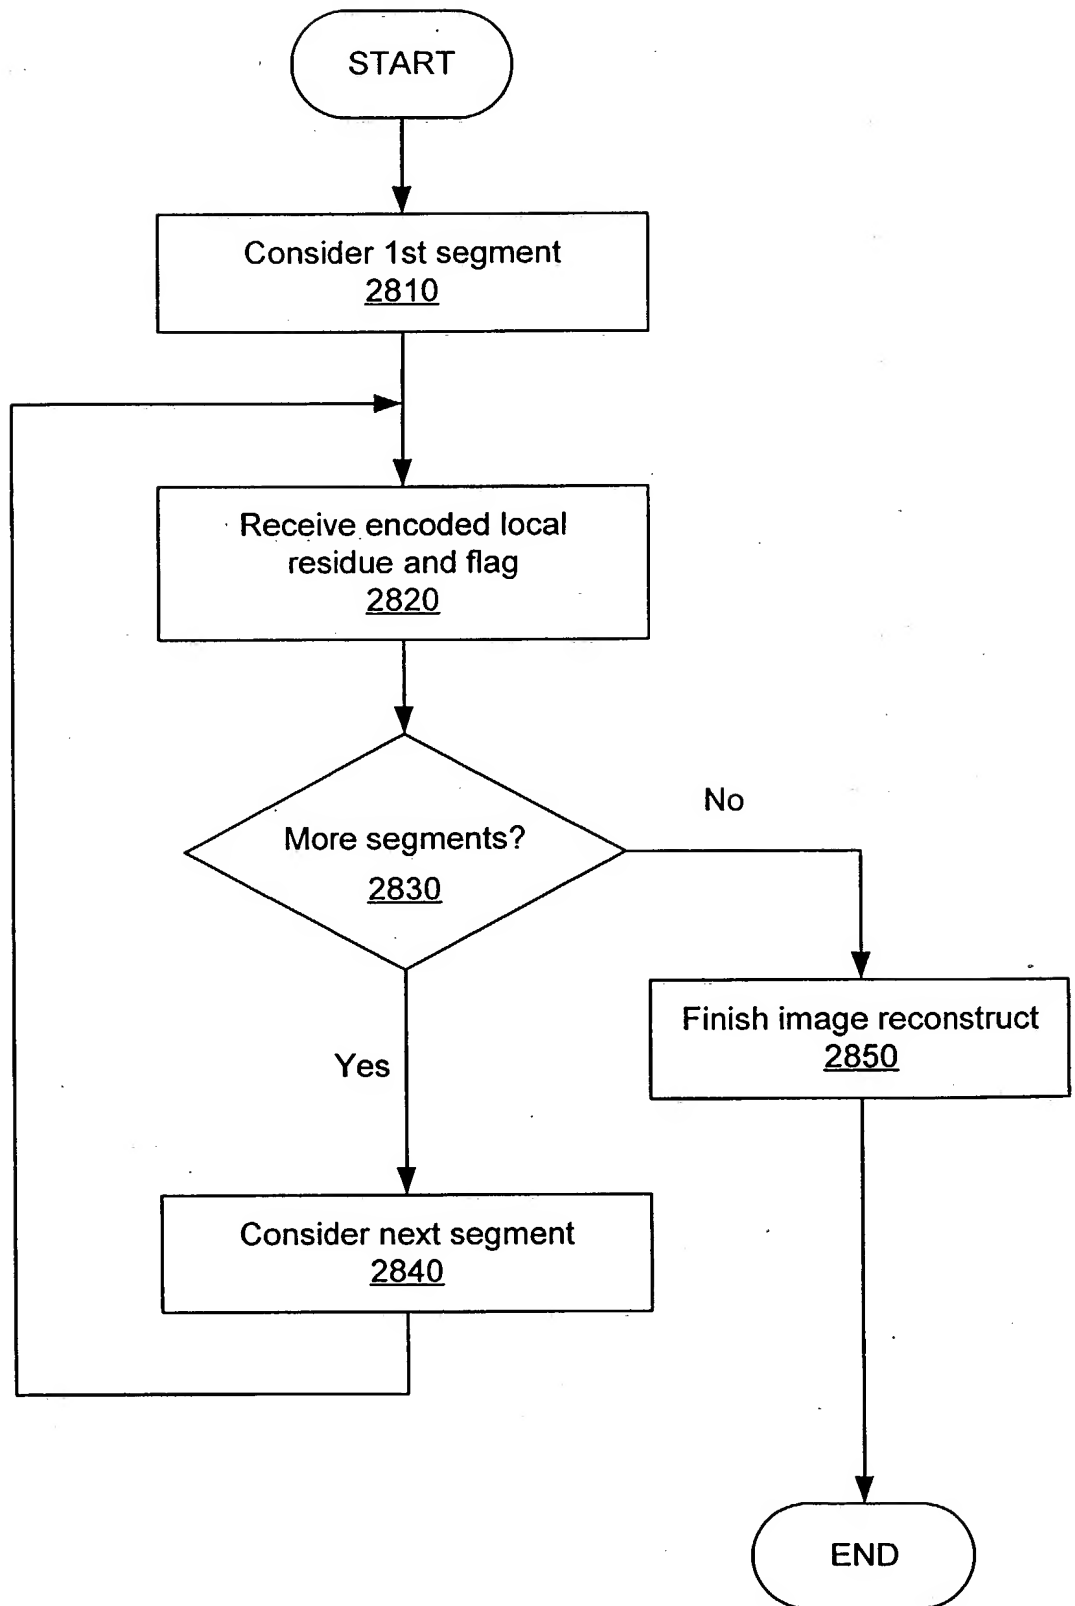 START
Consider 1st segment
2810
Receive encoded local
residue and flag
2820
More segments?
2830
No
Yes
Finish image reconstruct
2850
Consider next segment
2840
END